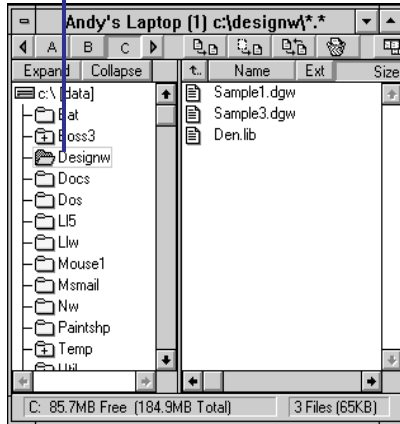 Andy's Laptop (1) c:\designw\*.*
A B C
Expand Collapse
t.. Name Ext Size
c:\ [data]
Bat
Boss3
Designw
Docs
Dos
Ll5
Llw
Mouse1
Msmail
Nw
Paintshp
Temp
Util
Sample1.dgw
Sample3.dgw
Den.lib
C: 85.7MB Free (184.9MB Total) 3 Files (65KB)